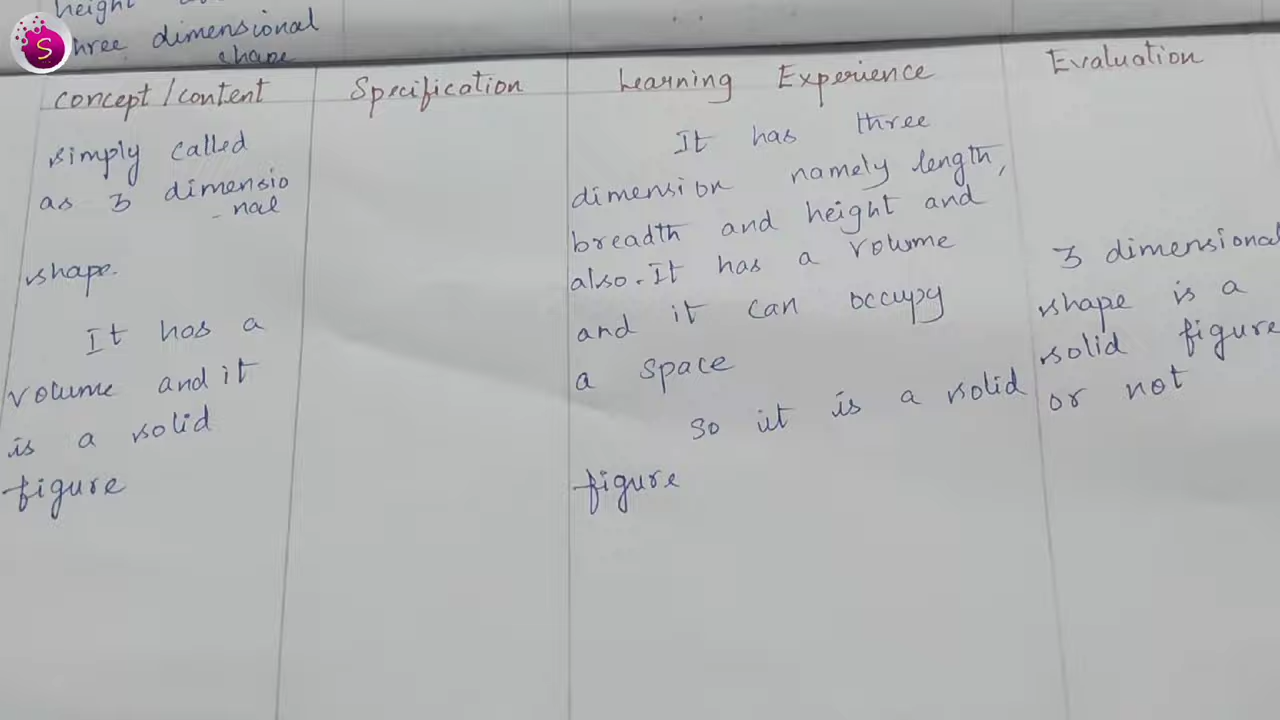 height
three dimensional
shape
concept/content
Specification
Learning Experience
Evaluation
simply called
as 3 dimensio
-nal
shape.
It has a
volume and it
is a solid
figure
It has three
dimension namely length,
breadth and height and
also. It has a volume
and it can occupy
a space
So it is a solid
figure
3 dimensional
shape is a
solid figure
or not
S